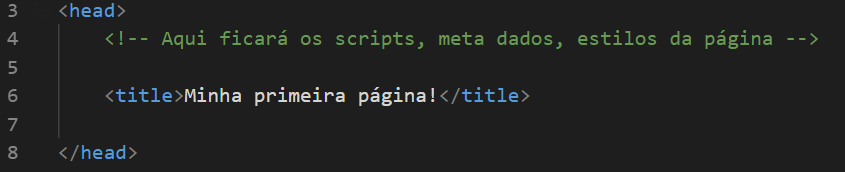 3 <head>
4 <!-- Aqui ficará os scripts, meta dados, estilos da página -->
5
6 <title>Minha primeira página!</title>
7
8 </head>